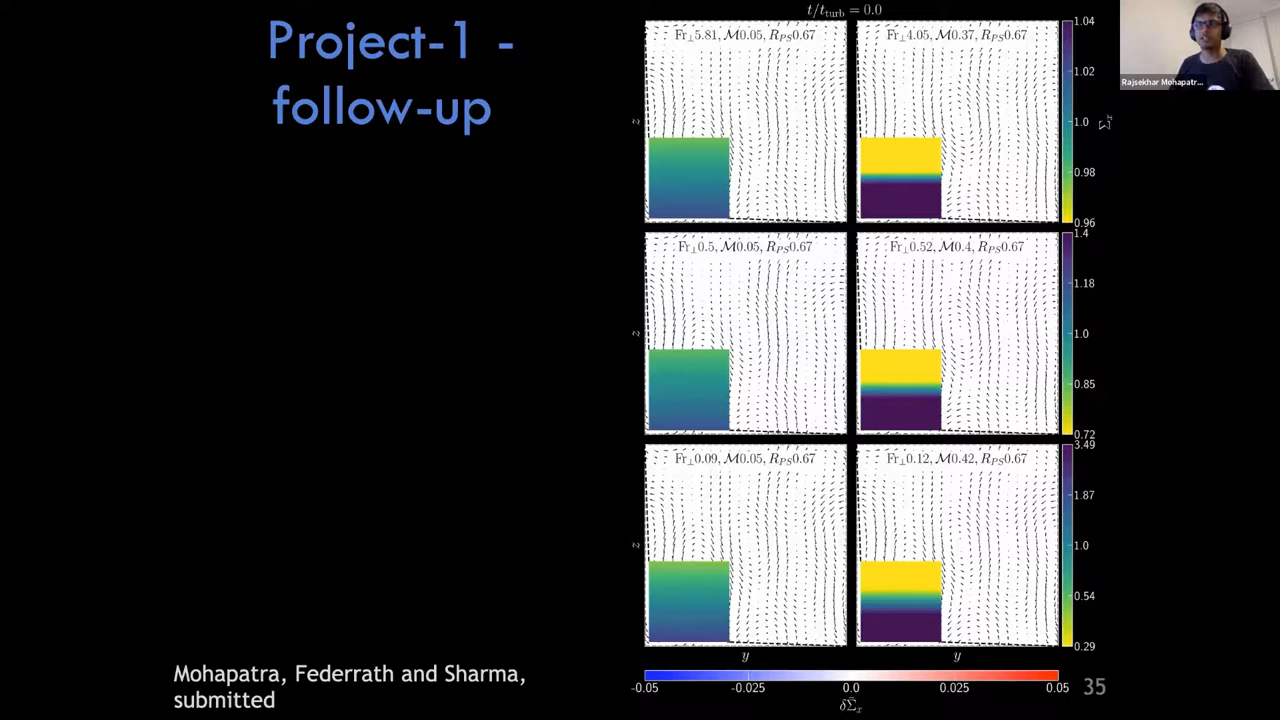 Project-1 -
follow-up
t/t_turb = 0.0
Fr⊥5.81, M0.05, R_PS0.67
Fr⊥4.05, M0.37, R_PS0.67
1.04
1.02
1.0
0.98
0.96
Σ_x
z
Fr⊥0.5, M0.05, R_PS0.67
Fr⊥0.52, M0.4, R_PS0.67
1.4
1.18
1.0
0.85
0.72
z
Fr⊥0.09, M0.05, R_PS0.67
Fr⊥0.12, M0.42, R_PS0.67
3.49
1.87
1.0
0.54
0.29
z
y
y
-0.05
-0.025
0.0
0.025
0.05
δΣ̄_x
Mohapatra, Federrath and Sharma,
submitted
35
Rajsekhar Mohapatr...